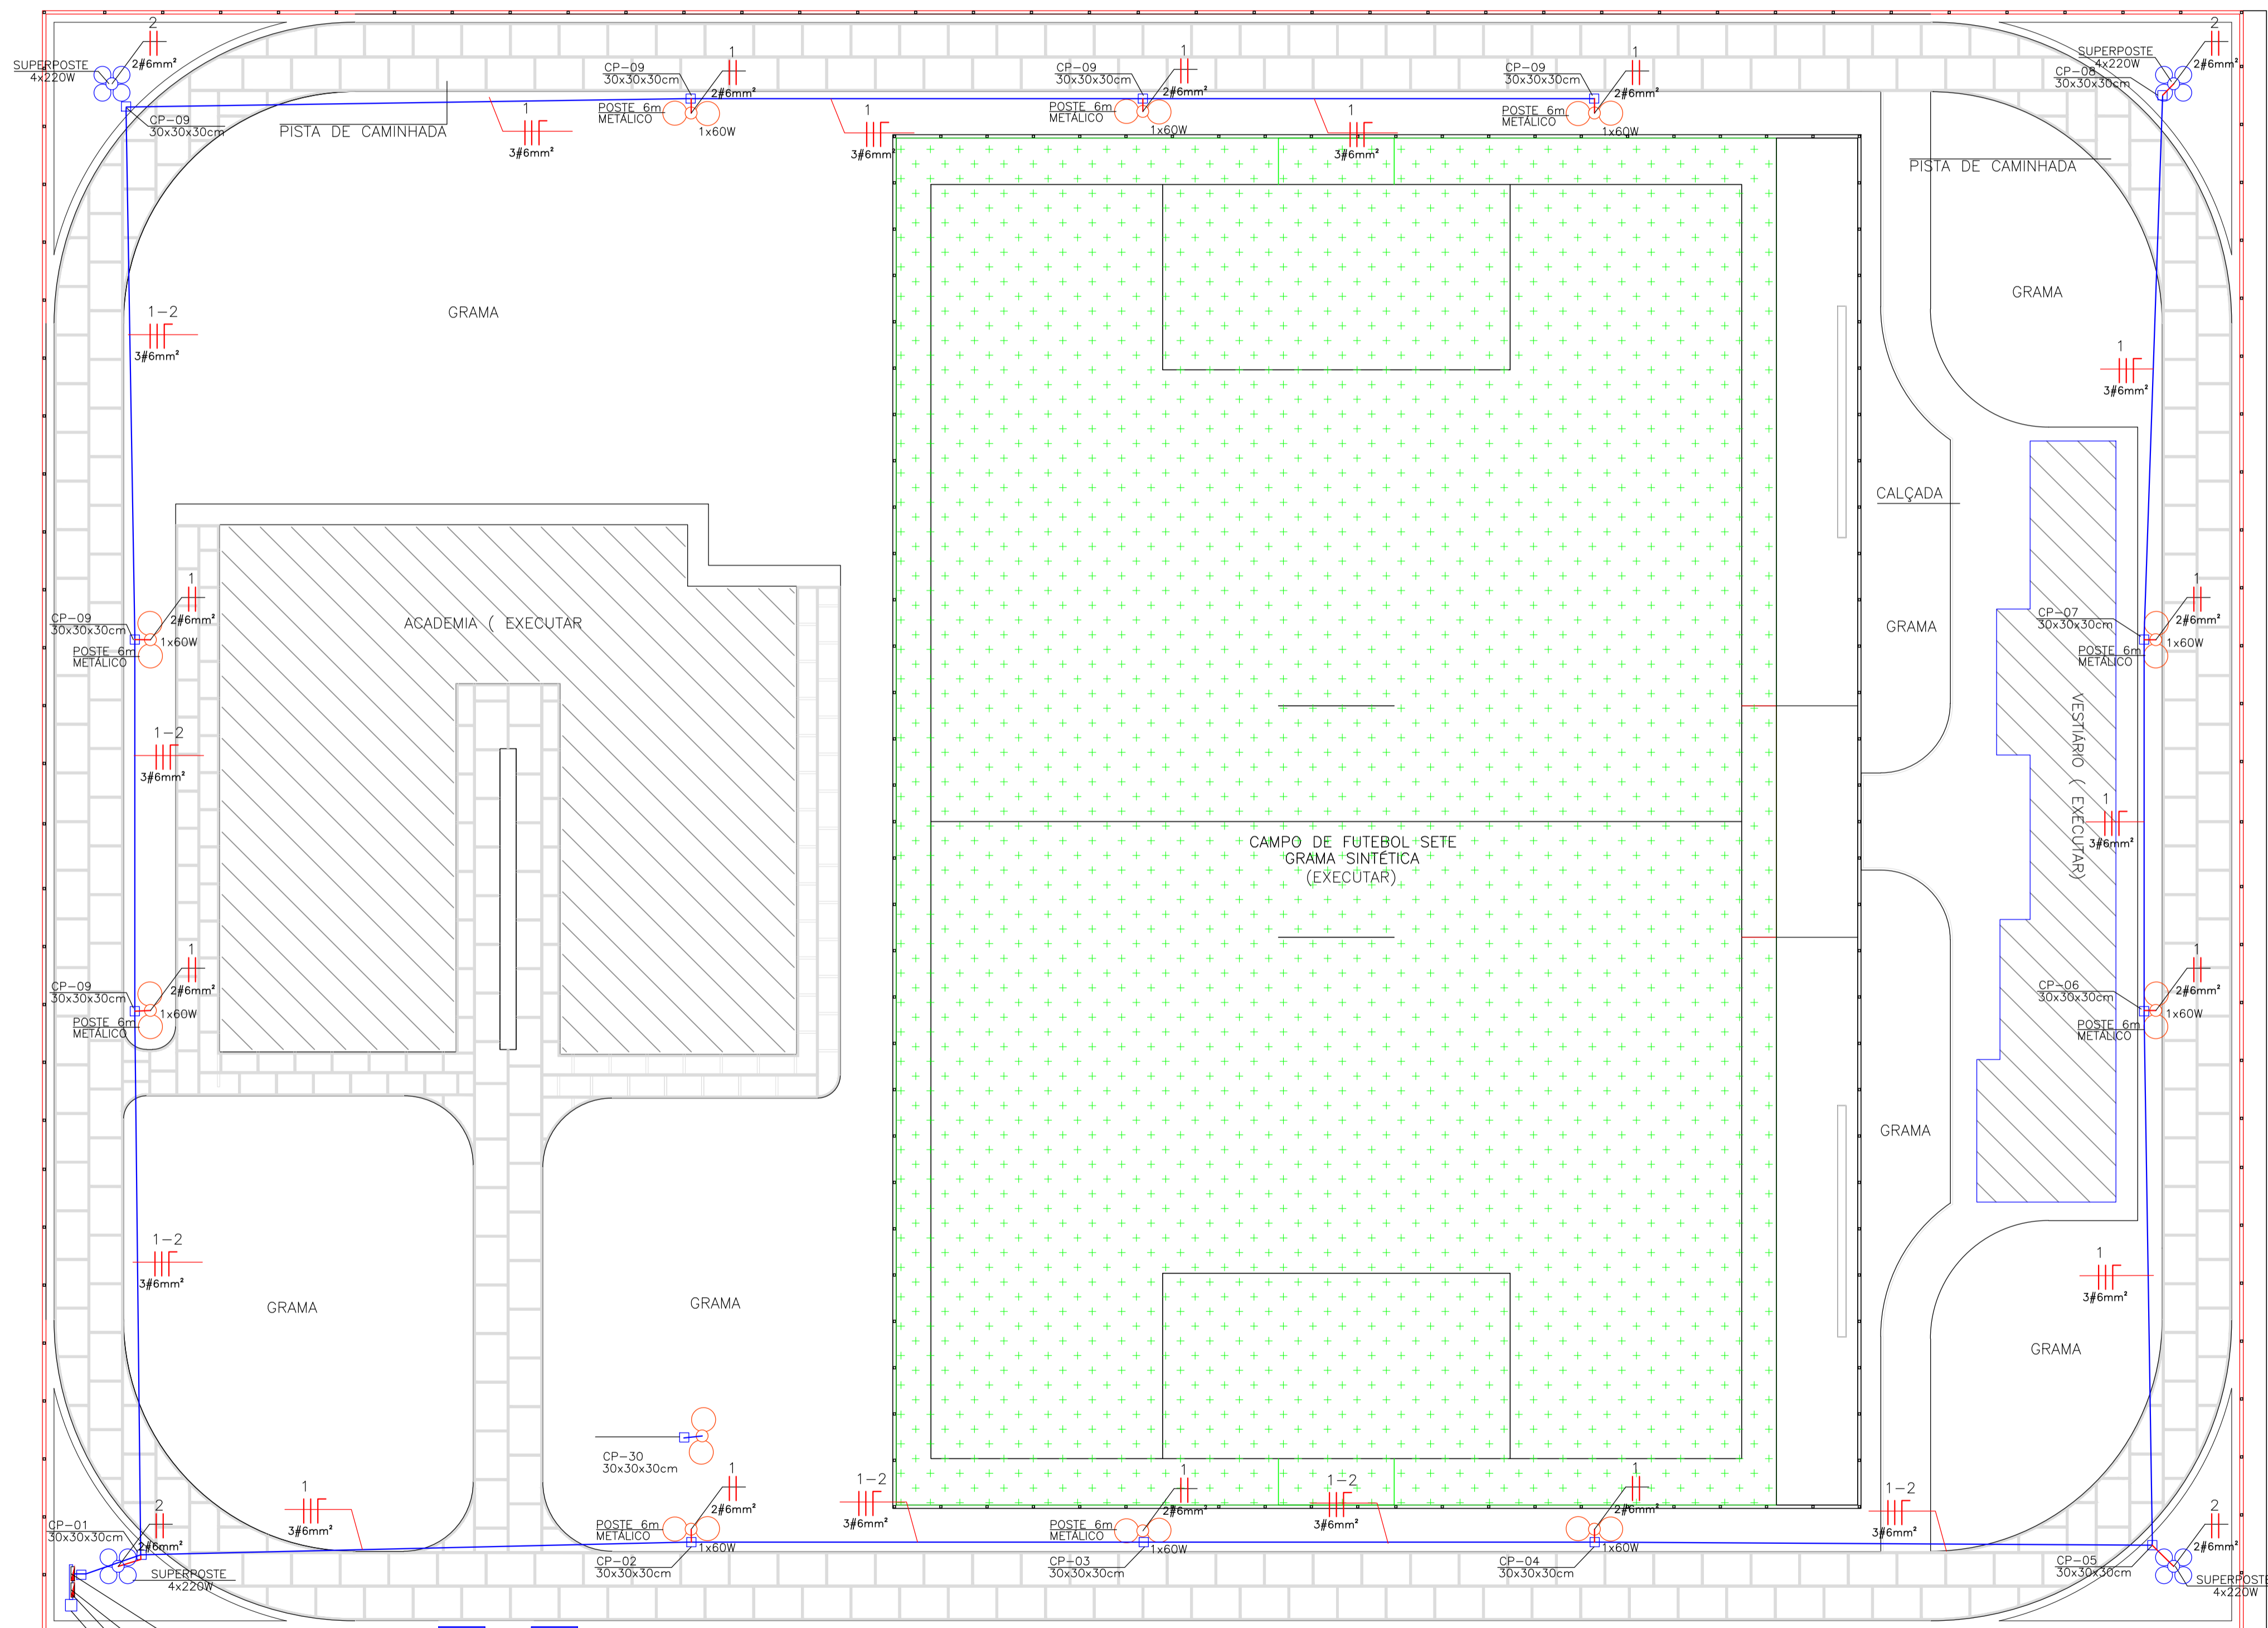 2
2#6mm²
SUPERPOSTE
4x220W
CP-09
30x30x30cm
PISTA DE CAMINHADA
1
3#6mm²
CP-09
30x30x30cm
1
2#6mm²
POSTE 6m
METÁLICO
1x60W
1
3#6mm²
CP-09
30x30x30cm
1
2#6mm²
POSTE 6m
METÁLICO
1x60W
1
3#6mm²
CP-09
30x30x30cm
1
2#6mm²
POSTE 6m
METÁLICO
1x60W
2
SUPERPOSTE
4x220W
2#6mm²
CP-08
30x30x30cm
PISTA DE CAMINHADA
GRAMA
GRAMA
1-2
3#6mm²
1
3#6mm²
CALÇADA
1
CP-09
30x30x30cm
2#6mm²
1x60W
POSTE 6m
METÁLICO
ACADEMIA ( EXECUTAR
GRAMA
1
CP-07
30x30x30cm
2#6mm²
1x60W
POSTE 6m
METÁLICO
VESTIÁRIO ( EXECUTAR)
1-2
3#6mm²
1
3#6mm²
CAMPO DE FUTEBOL SETE
GRAMA SINTÉTICA
(EXECUTAR)
1
CP-09
30x30x30cm
2#6mm²
1x60W
POSTE 6m
METÁLICO
1
CP-06
30x30x30cm
2#6mm²
1x60W
POSTE 6m
METÁLICO
GRAMA
1-2
3#6mm²
1
3#6mm²
GRAMA
GRAMA
GRAMA
CP-30
30x30x30cm
2
CP-01
30x30x30cm
2#6mm²
SUPERPOSTE
4x220W
1
3#6mm²
1
2#6mm²
POSTE 6m
METÁLICO
1x60W
CP-02
30x30x30cm
1-2
3#6mm²
1
2#6mm²
POSTE 6m
METÁLICO
1x60W
CP-03
30x30x30cm
1-2
3#6mm²
1
2#6mm²
1x60W
CP-04
30x30x30cm
1-2
3#6mm²
2
2#6mm²
CP-05
30x30x30cm
SUPERPOSTE
4x220W